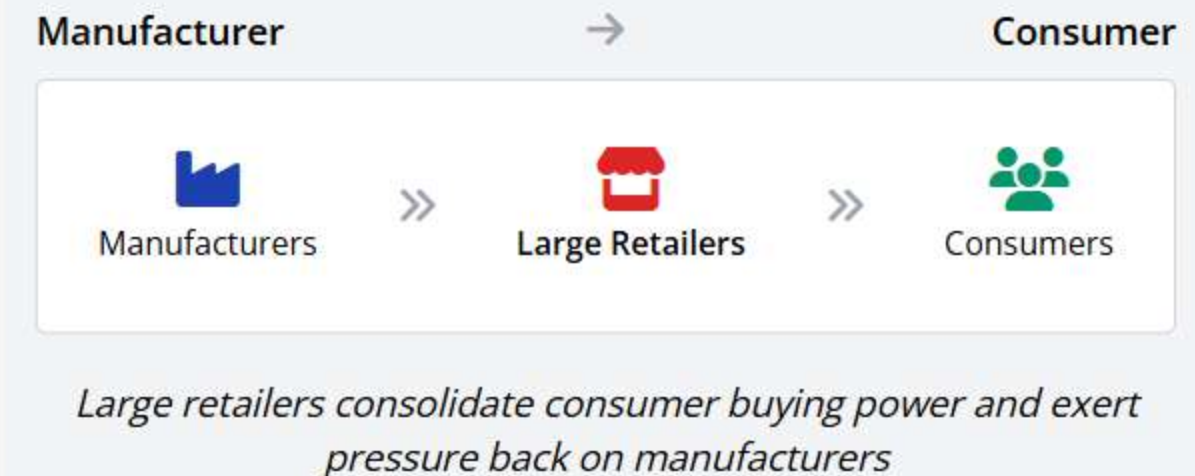 Manufacturer → Consumer
Manufacturers » Large Retailers » Consumers
Large retailers consolidate consumer buying power and exert
pressure back on manufacturers